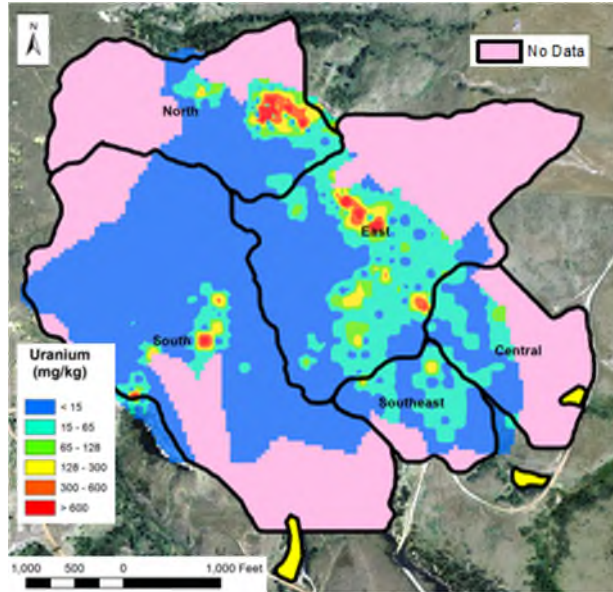 N
No Data
North
East
South
Central
Southeast
Uranium
(mg/kg)
< 15
15 - 65
65 - 128
128 - 300
300 - 600
> 600
1,000 500 0 1,000 Feet